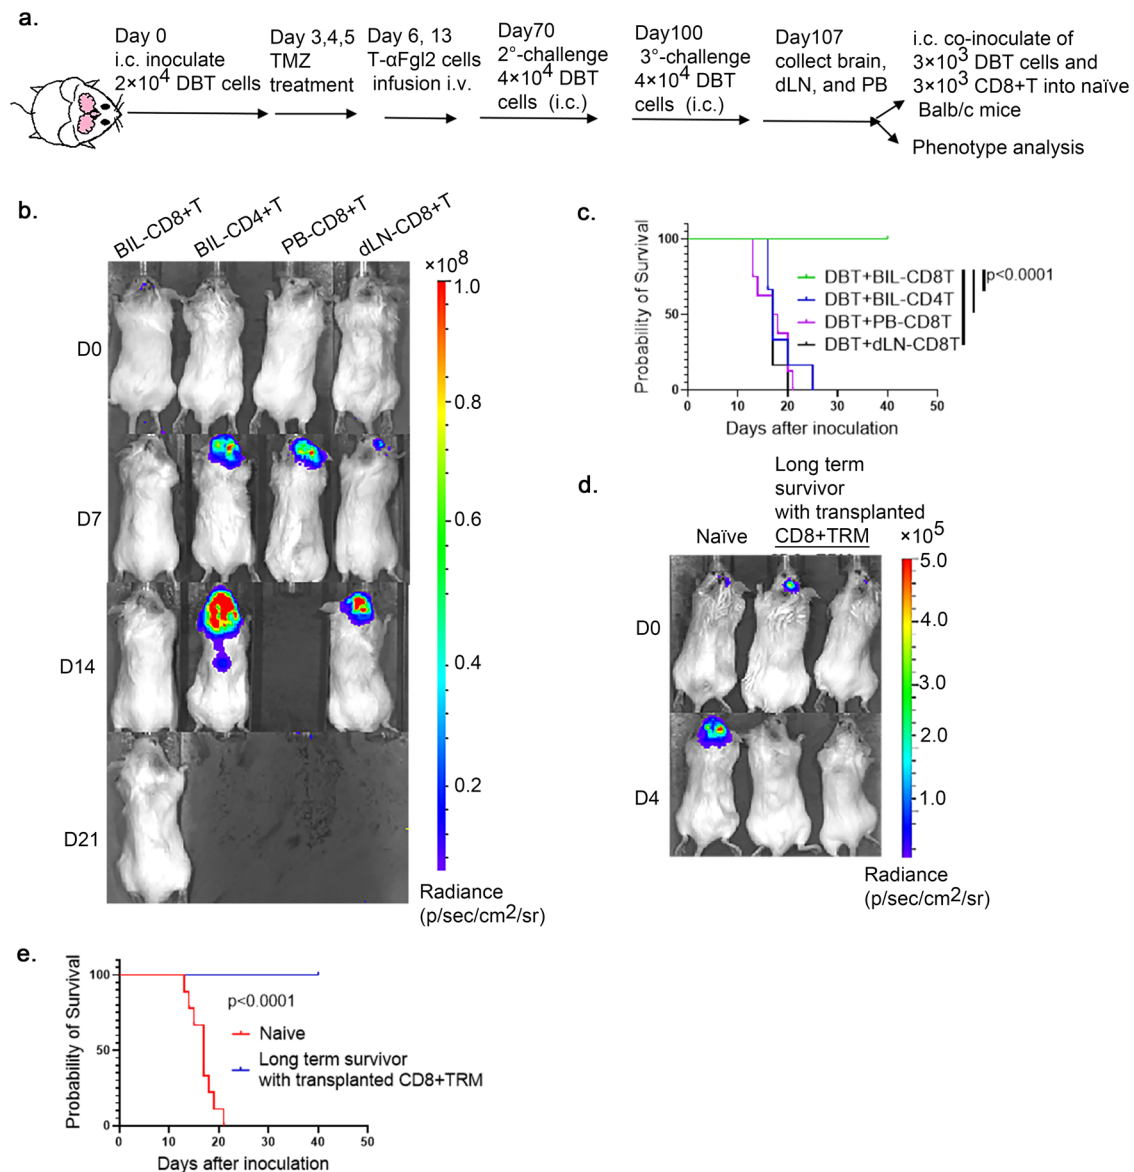 a.
Day 0
i.c. inoculate
2×10⁴ DBT cells
Day 3,4,5
TMZ
treatment
Day 6, 13
T-αFgl2 cells
infusion i.v.
Day70
2°-challenge
4×10⁴ DBT
cells (i.c.)
Day100
3°-challenge
4×10⁴ DBT
cells (i.c.)
Day107
collect brain,
dLN, and PB
i.c. co-inoculate of
3×10³ DBT cells and
3×10³ CD8+T into naïve
Balb/c mice
Phenotype analysis
b.
BIL-CD8+T
BIL-CD4+T
PB-CD8+T
dLN-CD8+T
D0
D7
D14
D21
×10⁸
1.0
0.8
0.6
0.4
0.2
Radiance
(p/sec/cm²/sr)
c.
Probability of Survival
100
50
0
0 10 20 30 40 50
Days after inoculation
DBT+BIL-CD8T
DBT+BIL-CD4T
DBT+PB-CD8T
DBT+dLN-CD8T
p<0.0001
d.
Naïve
Long term
survivor
with transplanted
CD8+TRM
D0
D4
×10⁵
5.0
4.0
3.0
2.0
1.0
Radiance
(p/sec/cm²/sr)
e.
Probability of Survival
100
50
0
0 10 20 30 40 50
Days after inoculation
p<0.0001
Naive
Long term survivor
with transplanted CD8+TRM